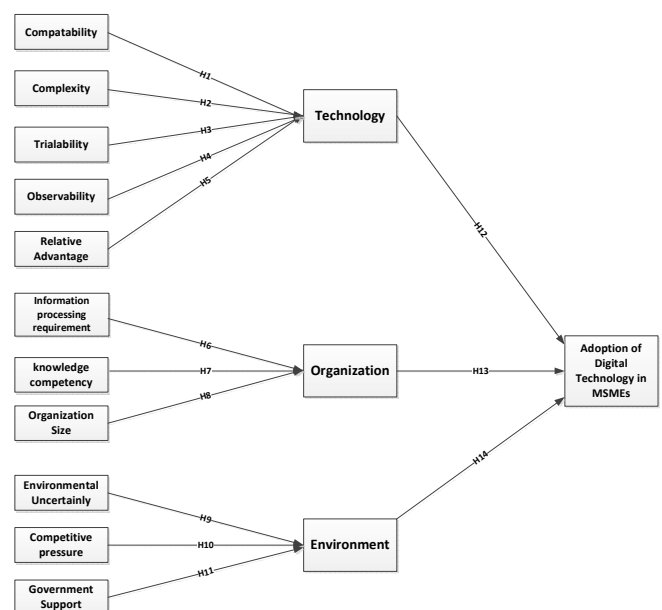 Compatability
H1
Complexity
H2
Technology
Trialability
H3
H4
Observability
H5
Relative
Advantage
H12
Information
processing
requirement
H6
Organization
knowledge
competency
H7
H8
Organization
Size
H13
Adoption of
Digital
Technology in
MSMEs
Environmental
Uncertainly
H9
H14
Competitive
pressure
H10
Environment
H11
Government
Support